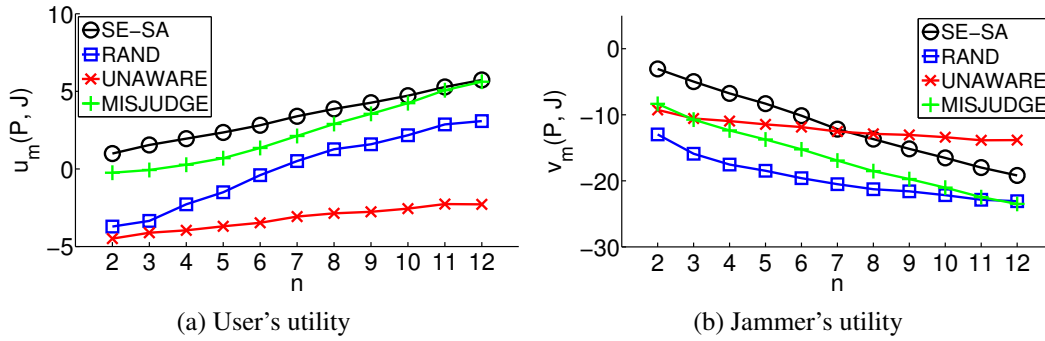 10
5
0
−5
u_m(P, J)
SE−SA
RAND
UNAWARE
MISJUDGE
2 3 4 5 6 7 8 9 10 11 12
n
(a) User's utility
0
−10
−20
−30
v_m(P, J)
SE−SA
RAND
UNAWARE
MISJUDGE
2 3 4 5 6 7 8 9 10 11 12
n
(b) Jammer's utility